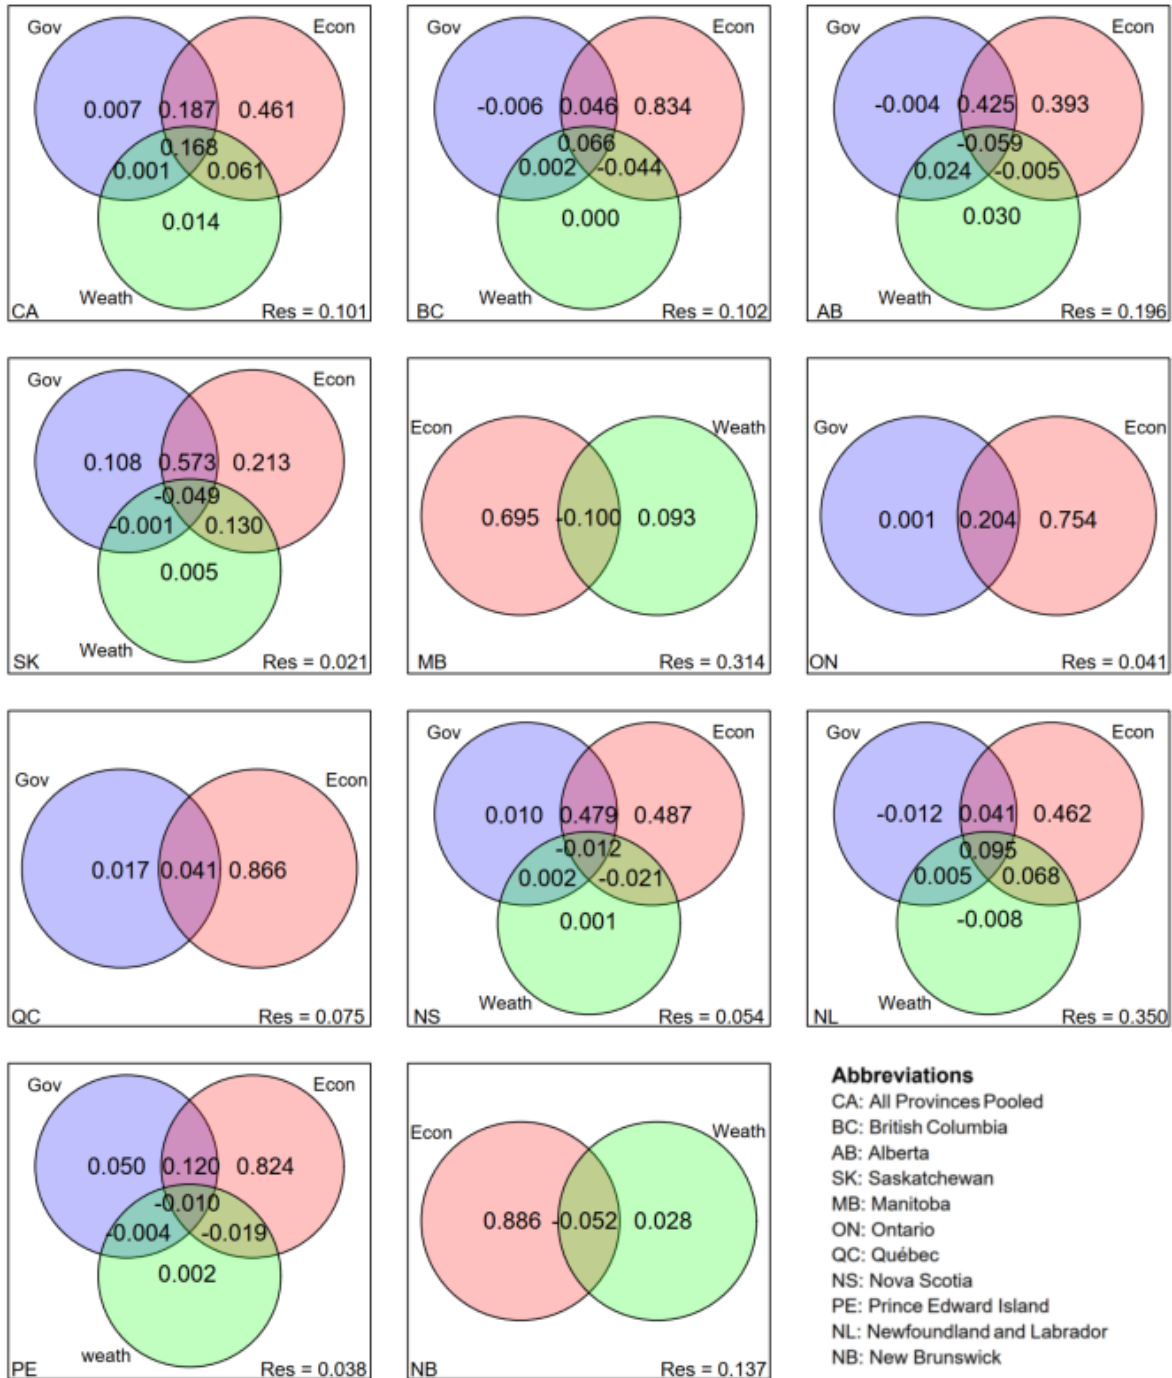 Gov Econ
0.007 0.187 0.461
0.168
0.001 0.061
0.014
Weath
CA Res = 0.101
Gov Econ
-0.006 0.046 0.834
0.066
0.002 -0.044
0.000
Weath
BC Res = 0.102
Gov Econ
-0.004 0.425 0.393
-0.059
0.024 -0.005
0.030
Weath
AB Res = 0.196
Gov Econ
0.108 0.573 0.213
-0.049
-0.001 0.130
0.005
Weath
SK Res = 0.021
Econ Weath
0.695 -0.100 0.093
MB Res = 0.314
Gov Econ
0.001 0.204 0.754
ON Res = 0.041
Gov Econ
0.017 0.041 0.866
QC Res = 0.075
Gov Econ
0.010 0.479 0.487
-0.012
0.002 -0.021
0.001
Weath
NS Res = 0.054
Gov Econ
-0.012 0.041 0.462
0.095
0.005 0.068
-0.008
Weath
NL Res = 0.350
Gov Econ
0.050 0.120 0.824
-0.010
-0.004 -0.019
0.002
weath
PE Res = 0.038
Econ Weath
0.886 -0.052 0.028
NB Res = 0.137
Abbreviations
CA: All Provinces Pooled
BC: British Columbia
AB: Alberta
SK: Saskatchewan
MB: Manitoba
ON: Ontario
QC: Québec
NS: Nova Scotia
PE: Prince Edward Island
NL: Newfoundland and Labrador
NB: New Brunswick